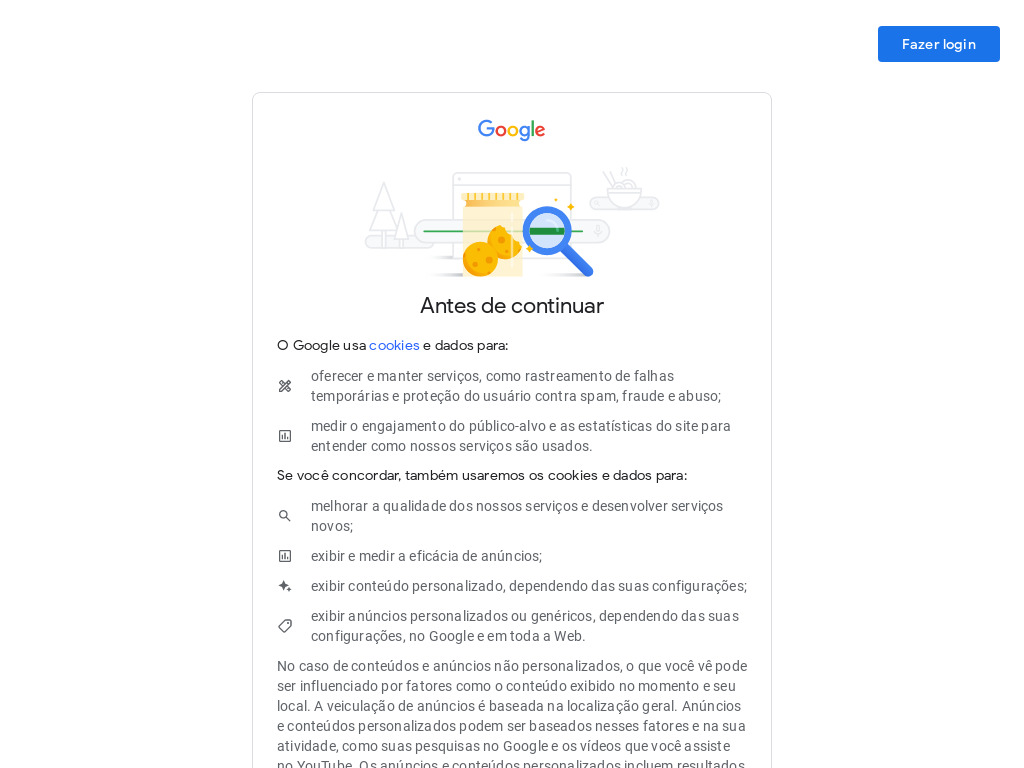 Fazer login
Google
Antes de continuar
O Google usa cookies e dados para:
oferecer e manter serviços, como rastreamento de falhas
temporárias e proteção do usuário contra spam, fraude e abuso;
medir o engajamento do público-alvo e as estatísticas do site para
entender como nossos serviços são usados.
Se você concordar, também usaremos os cookies e dados para:
melhorar a qualidade dos nossos serviços e desenvolver serviços
novos;
exibir e medir a eficácia de anúncios;
exibir conteúdo personalizado, dependendo das suas configurações;
exibir anúncios personalizados ou genéricos, dependendo das suas
configurações, no Google e em toda a Web.
No caso de conteúdos e anúncios não personalizados, o que você vê pode
ser influenciado por fatores como o conteúdo exibido no momento e seu
local. A veiculação de anúncios é baseada na localização geral. Anúncios
e conteúdos personalizados podem ser baseados nesses fatores e na sua
atividade, como suas pesquisas no Google e os vídeos que você assiste
no YouTube. Os anúncios e conteúdos personalizados incluem resultados